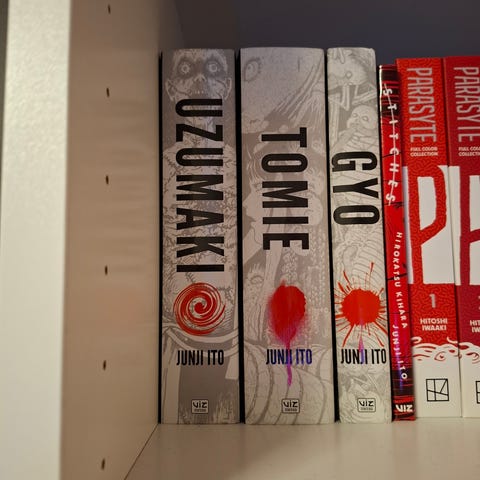 UZUMAKI
JUNJI ITO
VIZ
TOMIE
JUNJI ITO
VIZ
GYO
JUNJI ITO
VIZ
STITCHES
HIROKATSU KIHARA
JUNJI ITO
VIZ
PARASYTE
FULL COLOR
COLLECTION
1
HITOSHI
IWAAKI
PARASYTE
FULL COLOR
COLLECTION